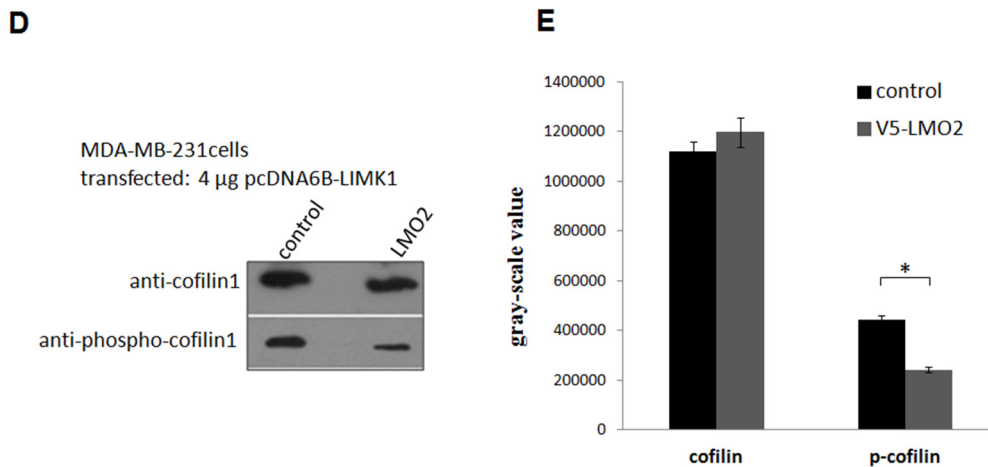 D
MDA-MB-231cells
transfected: 4 µg pcDNA6B-LIMK1
control
LMO2
anti-cofilin1
anti-phospho-cofilin1
E
gray-scale value
1400000
1200000
1000000
800000
600000
400000
200000
0
control
V5-LMO2
*
cofilin
p-cofilin